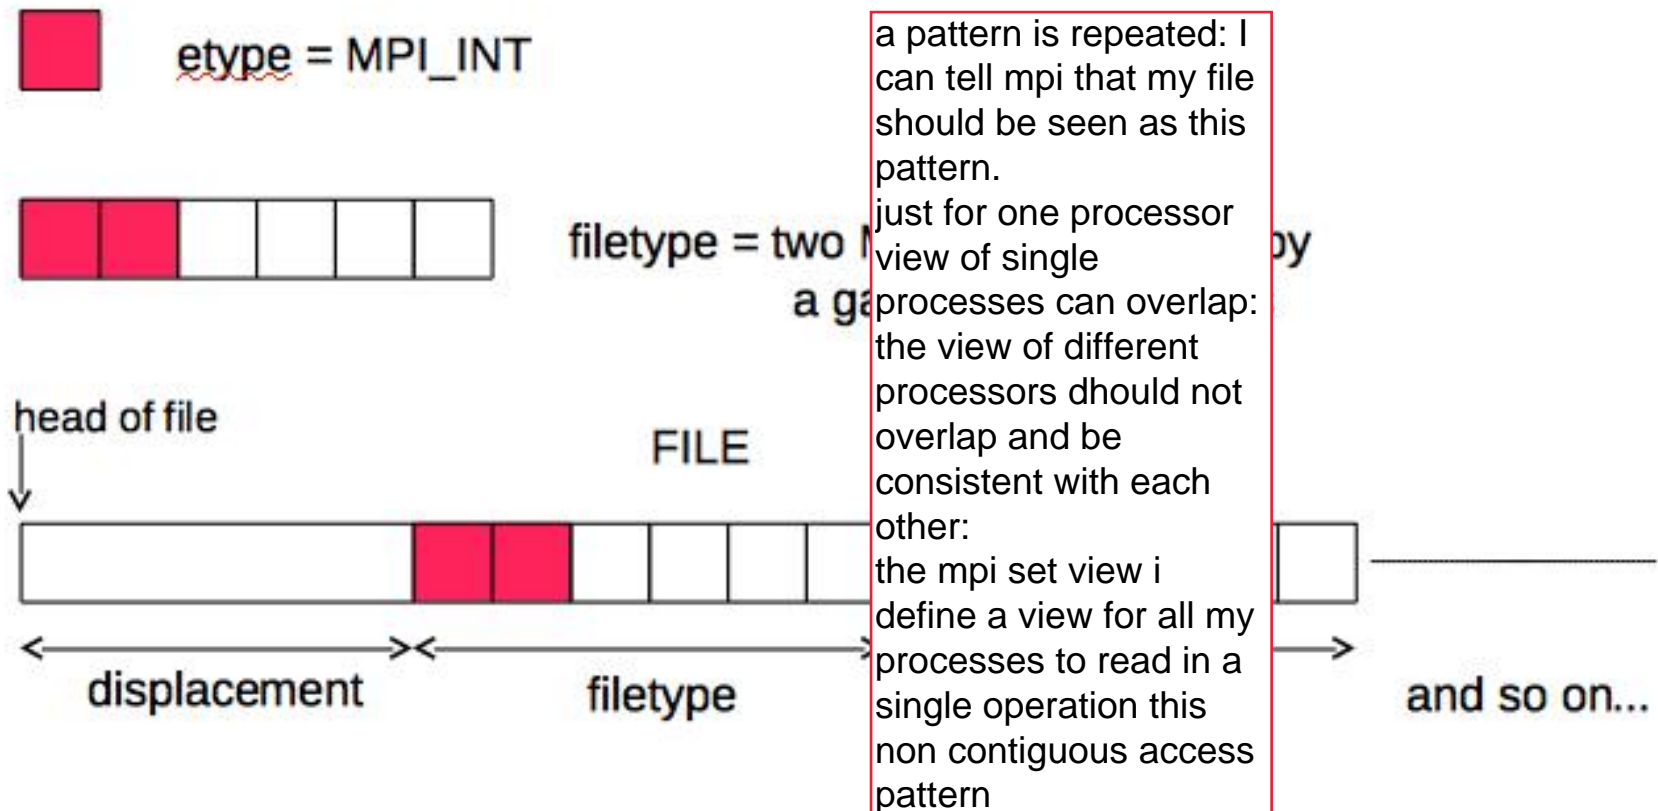 etype = MPI_INT
filetype = two
by
a
head of file
FILE
displacement
filetype
and so on...
a pattern is repeated: I
can tell mpi that my file
should be seen as this
pattern.
just for one processor
view of single
processes can overlap:
the view of different
processors dhould not
overlap and be
consistent with each
other:
the mpi set view i
define a view for all my
processes to read in a
single operation this
non contiguous access
pattern